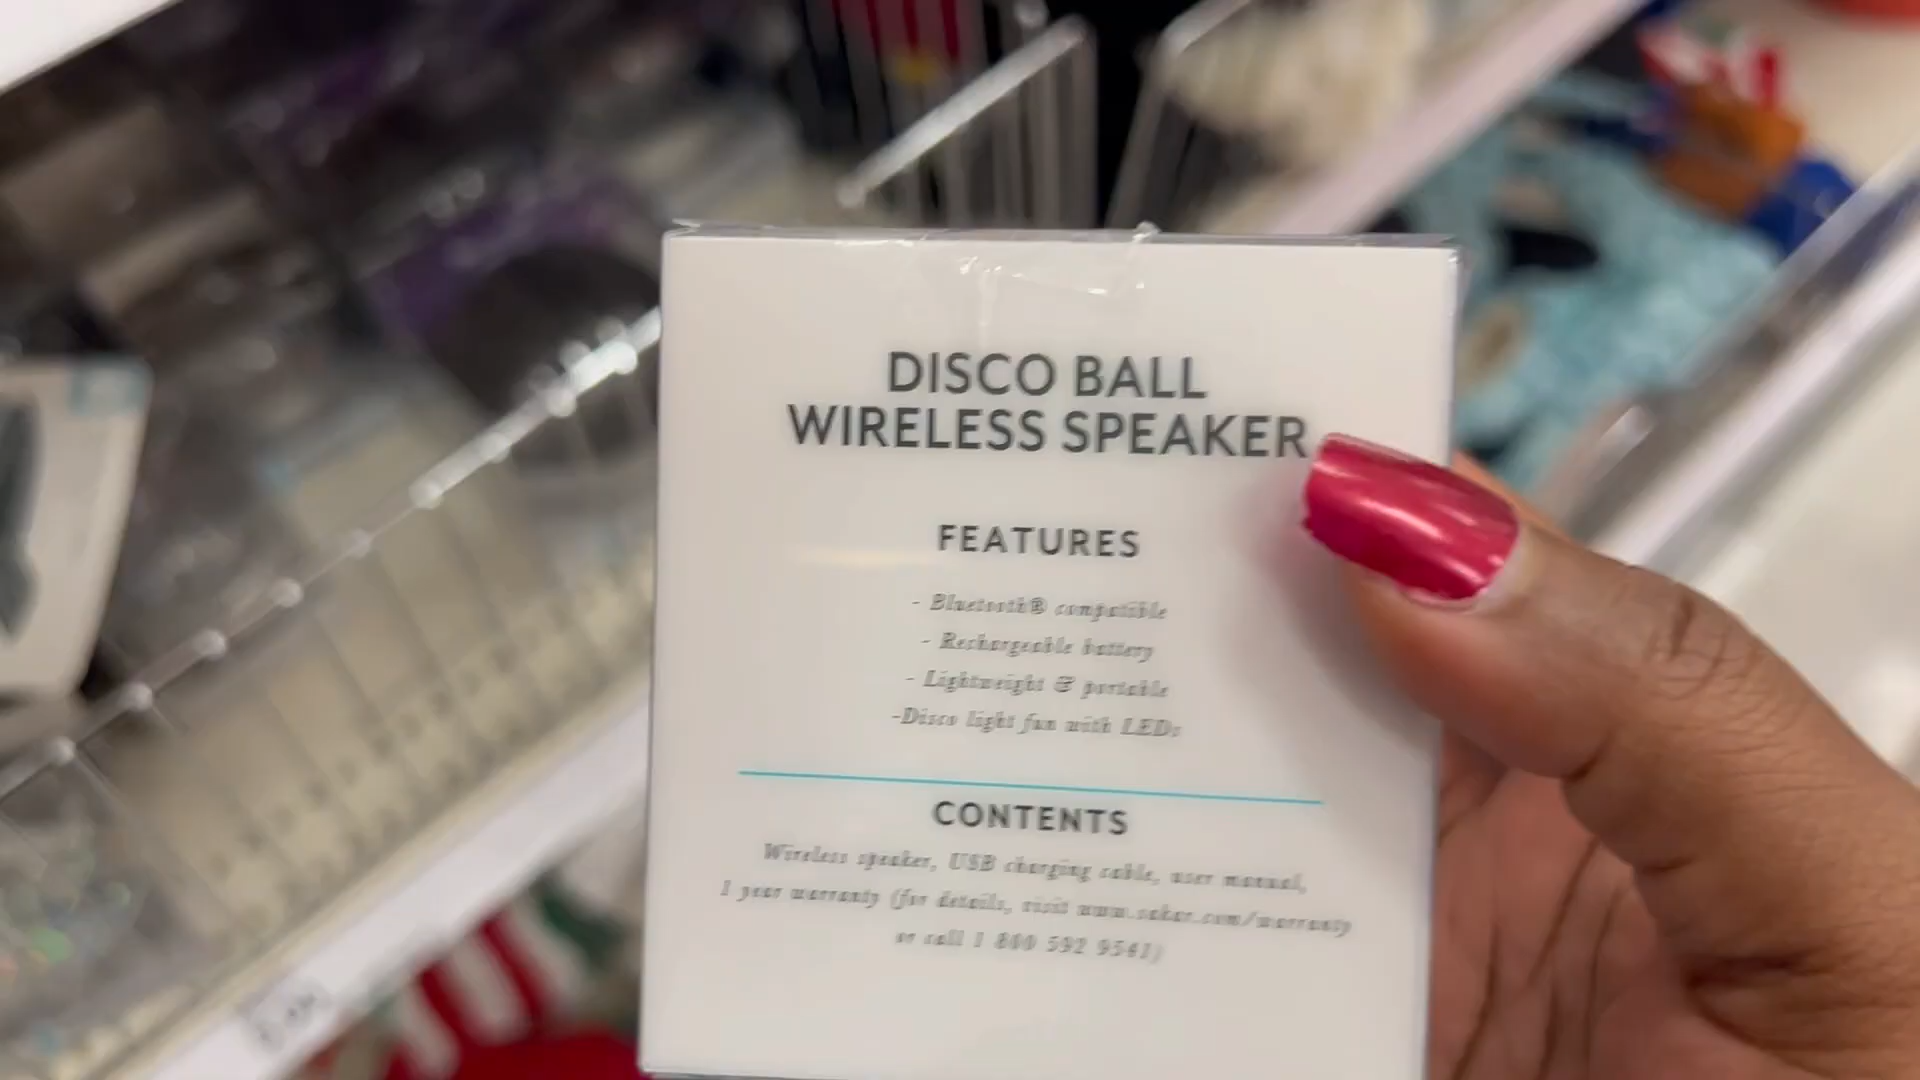 DISCO BALL
WIRELESS SPEAKER
FEATURES
- Bluetooth® compatible
- Rechargeable battery
- Lightweight & portable
-Disco light fun with LEDs
CONTENTS
Wireless speaker, USB charging cable, user manual,
1 year warranty (for details, visit www.sakar.com/warranty
or call 1 800 592 9541)